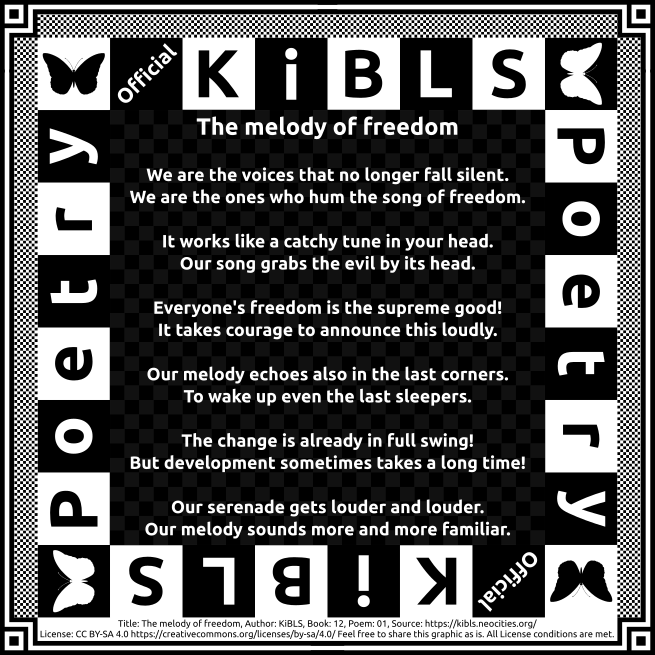 Official
KiBLS
Poetry
The melody of freedom
We are the voices that no longer fall silent.
We are the ones who hum the song of freedom.
It works like a catchy tune in your head.
Our song grabs the evil by its head.
Everyone's freedom is the supreme good!
It takes courage to announce this loudly.
Our melody echoes also in the last corners.
To wake up even the last sleepers.
The change is already in full swing!
But development sometimes takes a long time!
Our serenade gets louder and louder.
Our melody sounds more and more familiar.
Poetry
KiBLS
Official
Title: The melody of freedom, Author: KiBLS, Book: 12, Poem: 01, Source: https://kibls.neocities.org/
License: CC BY-SA 4.0 https://creativecommons.org/licenses/by-sa/4.0/ Feel free to share this graphic as is. All License conditions are met.